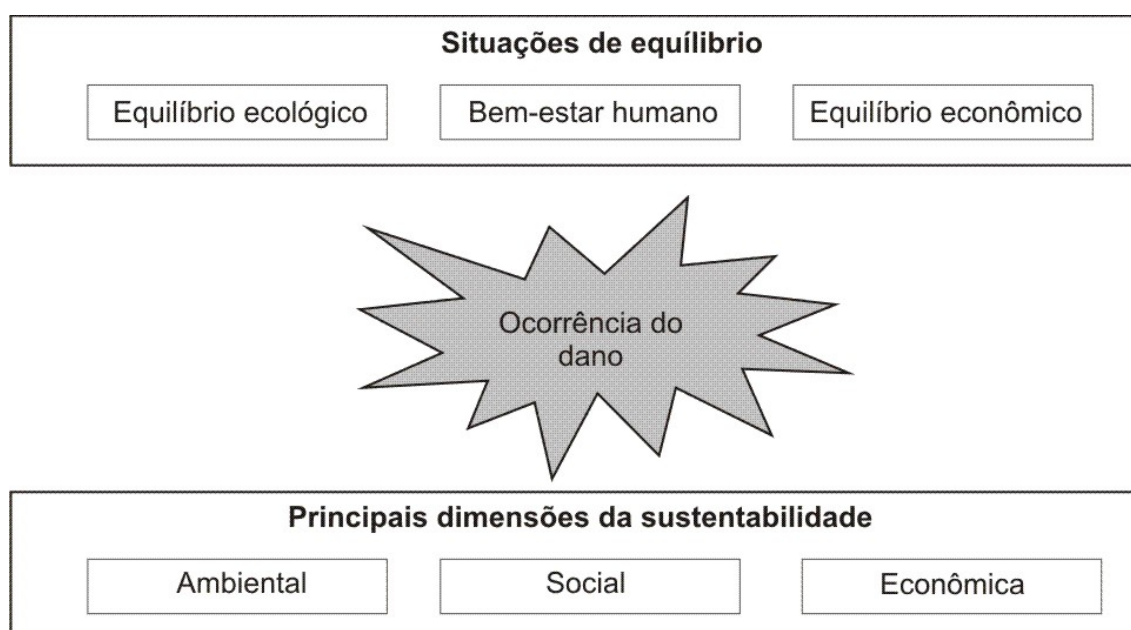 Situações de equílibrio
Equilíbrio ecológico
Bem-estar humano
Equilíbrio econômico
Ocorrência do
dano
Principais dimensões da sustentabilidade
Ambiental
Social
Econômica